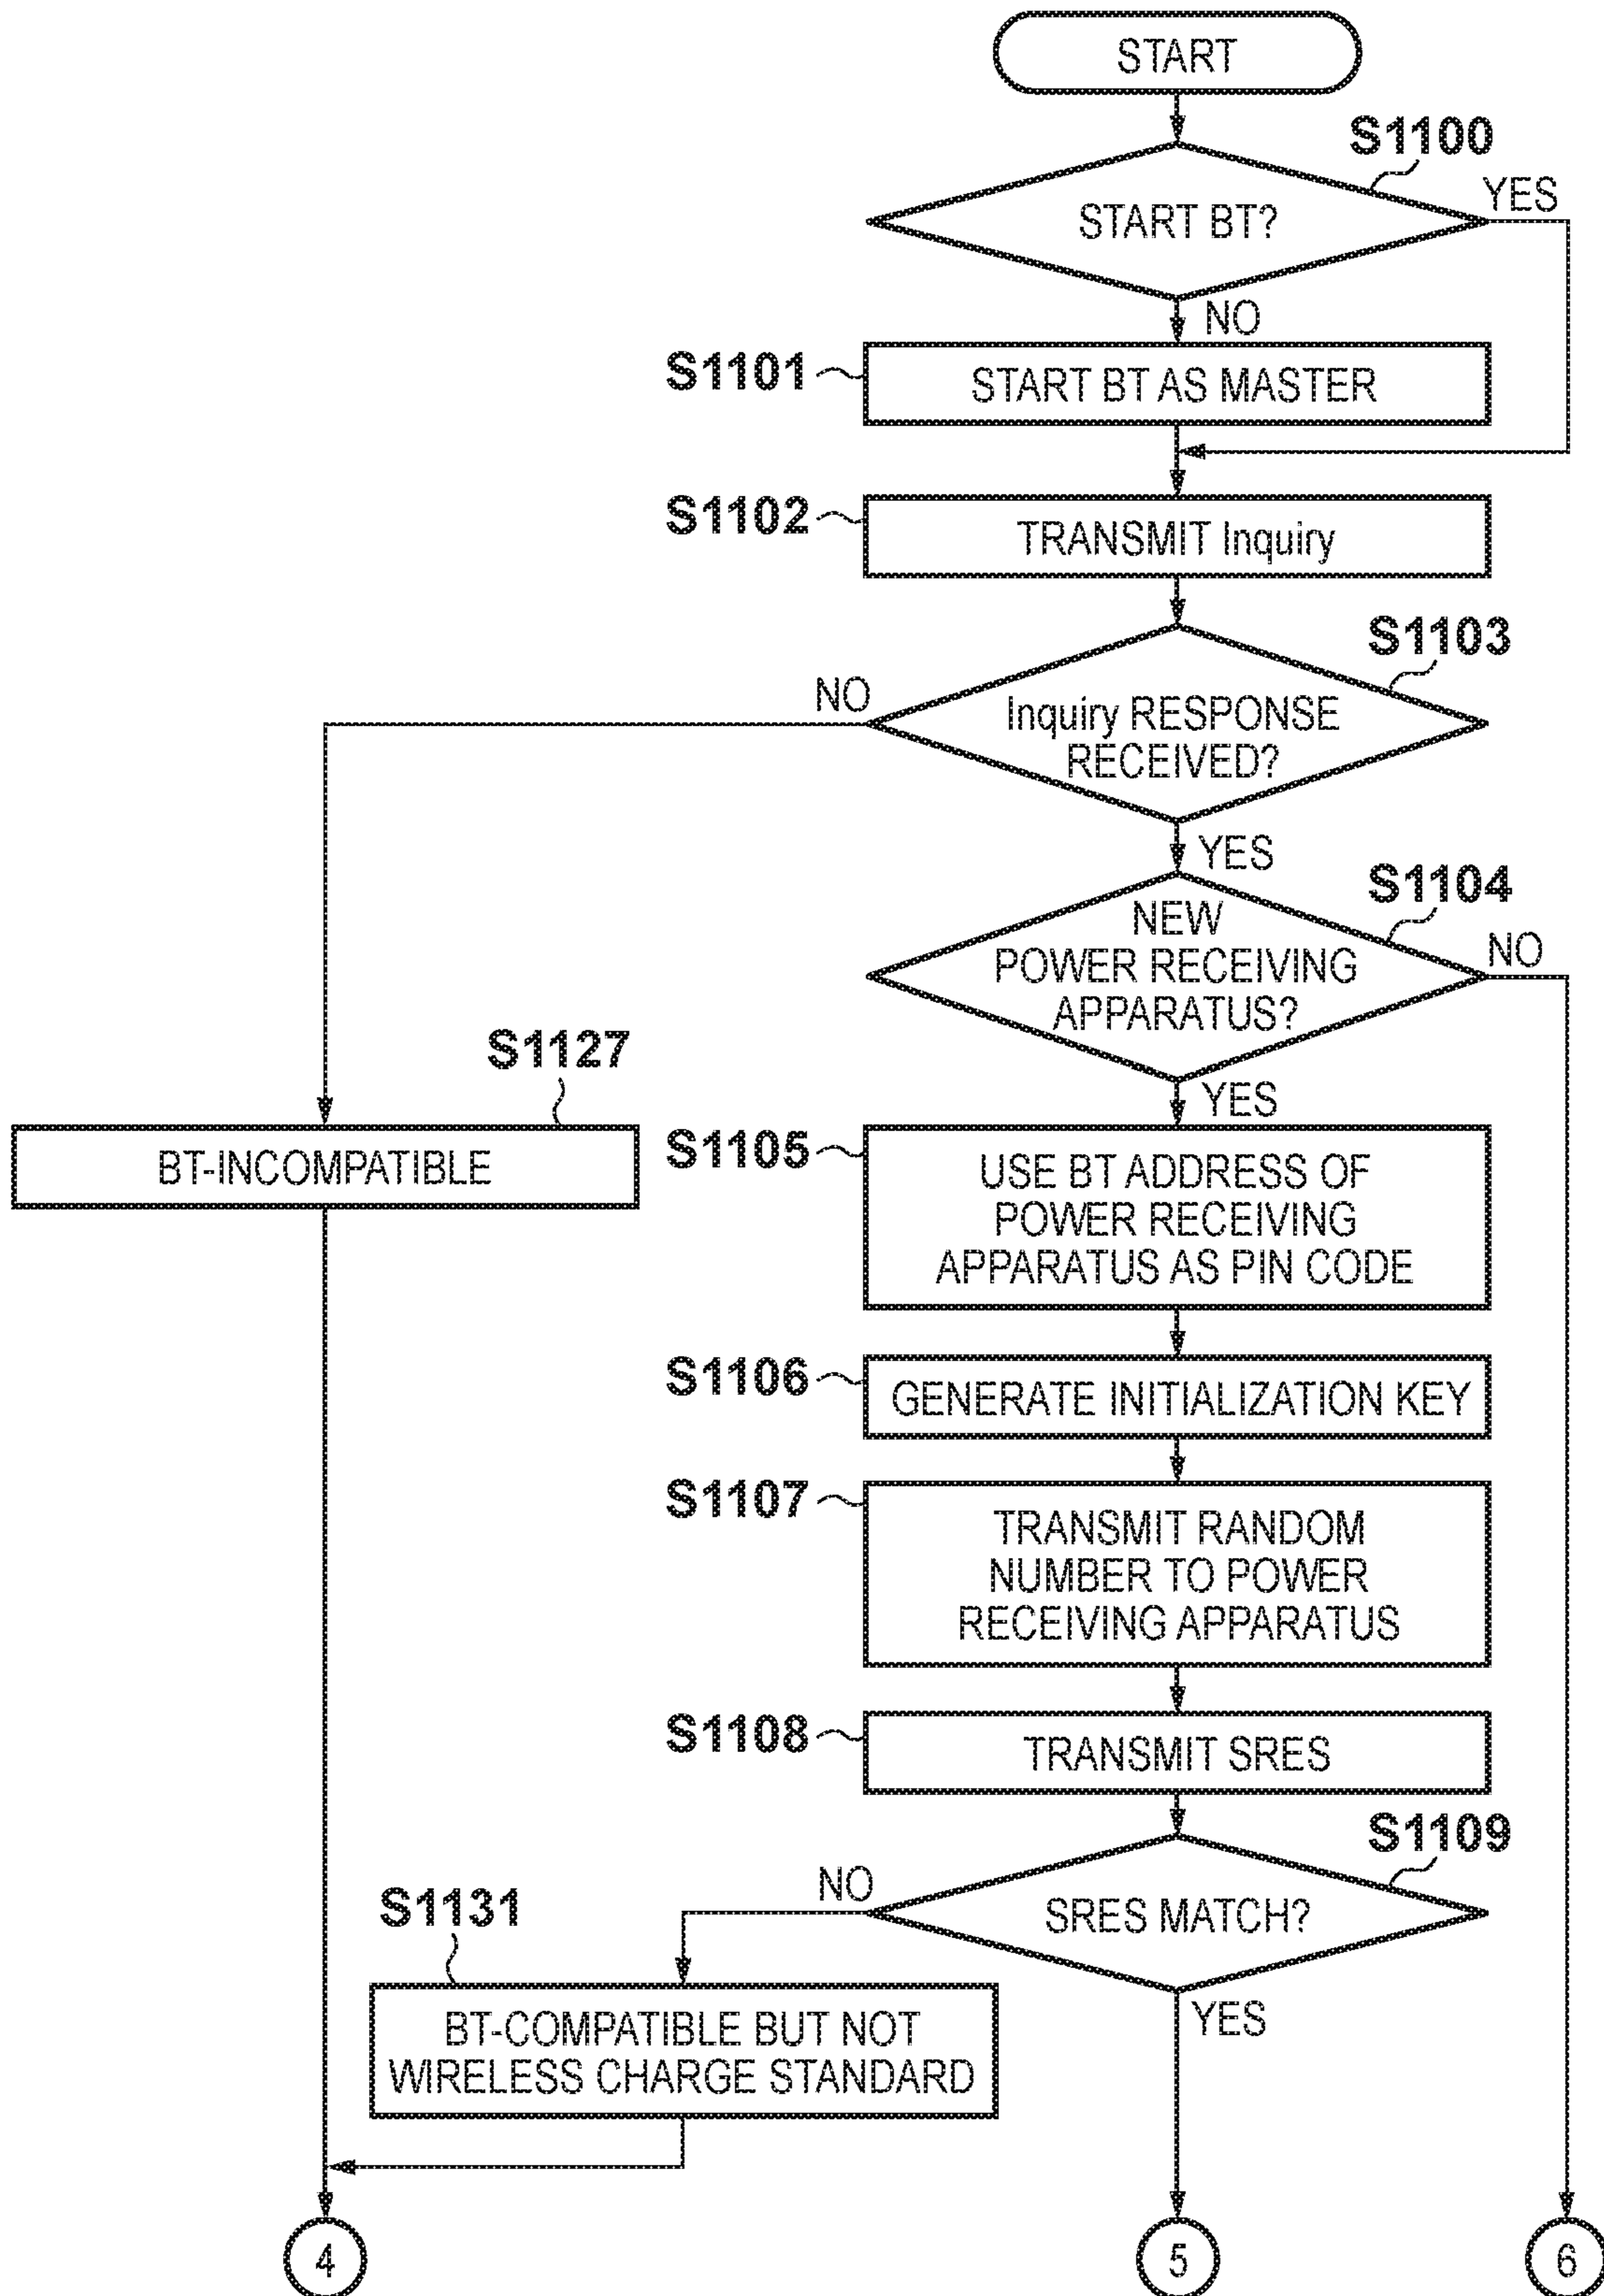 START
S1100
START BT?
YES
NO
S1101
START BT AS MASTER
S1102
TRANSMIT Inquiry
S1103
NO
Inquiry RESPONSE
RECEIVED?
YES
S1104
NEW
POWER RECEIVING
APPARATUS?
NO
YES
S1127
BT-INCOMPATIBLE
S1105
USE BT ADDRESS OF
POWER RECEIVING
APPARATUS AS PIN CODE
S1106
GENERATE INITIALIZATION KEY
S1107
TRANSMIT RANDOM
NUMBER TO POWER
RECEIVING APPARATUS
S1108
TRANSMIT SRES
S1109
NO
SRES MATCH?
YES
S1131
BT-COMPATIBLE BUT NOT
WIRELESS CHARGE STANDARD
4
5
6